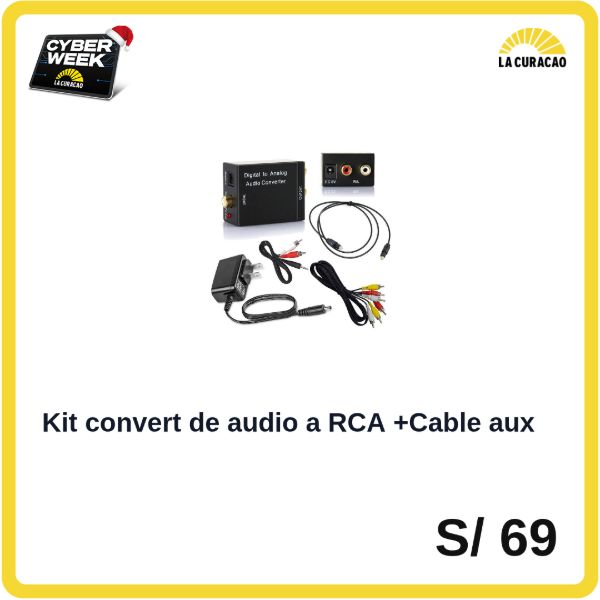 CYBER
WEEK
LA CURACAO
LA CURACAO
Digital to Analog
Audio Converter
R/L
Kit convert de audio a RCA +Cable aux
S/ 69